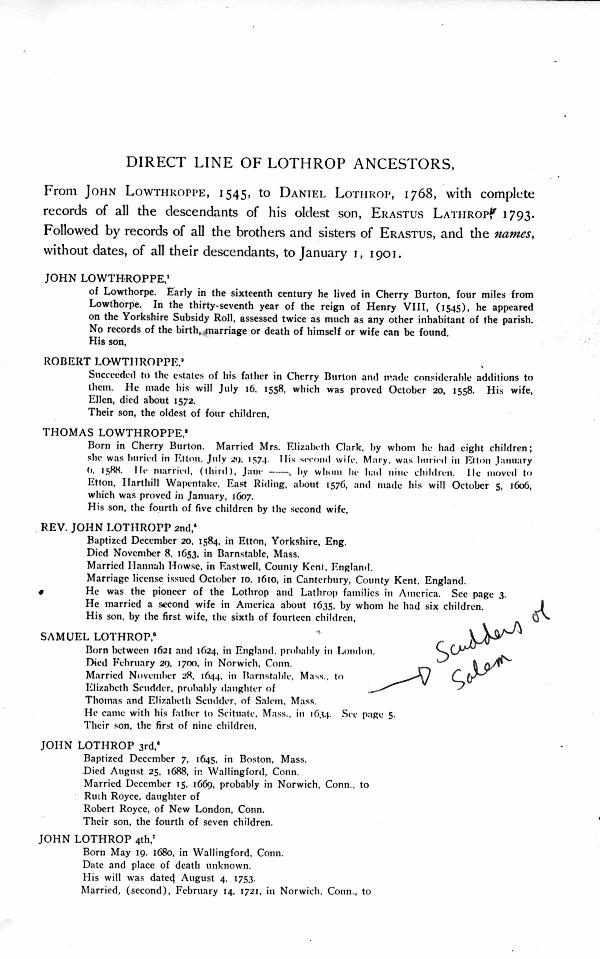 DIRECT LINE OF LOTHROP ANCESTORS,
From JOHN LOWTHROPPE, 1545, to DANIEL LOTHROP, 1768, with complete
records of all the descendants of his oldest son, ERASTUS LATHROP, 1793.
Followed by records of all the brothers and sisters of ERASTUS, and the names,
without dates, of all their descendants, to January 1, 1901.
JOHN LOWTHROPPE,¹
of Lowthorpe. Early in the sixteenth century he lived in Cherry Burton, four miles from
Lowthorpe. In the thirty-seventh year of the reign of Henry VIII, (1545), he appeared
on the Yorkshire Subsidy Roll, assessed twice as much as any other inhabitant of the parish.
No records of the birth, marriage or death of himself or wife can be found.
His son,
ROBERT LOWTHROPPE,²
Succeeded to the estates of his father in Cherry Burton and made considerable additions to
them. He made his will July 16, 1558, which was proved October 20, 1558. His wife,
Ellen, died about 1572.
Their son, the oldest of four children,
THOMAS LOWTHROPPE,³
Born in Cherry Burton. Married Mrs. Elizabeth Clark, by whom he had eight children;
she was buried in Etton, July 29, 1574. His second wife, Mary, was buried in Etton January
6, 1588. He married, (third), Jane ——, by whom he had nine children. He moved to
Etton, Harthill Wapentake, East Riding, about 1576, and made his will October 5, 1606,
which was proved in January, 1607.
His son, the fourth of five children by the second wife,
REV. JOHN LOTHROPP 2nd,⁴
Baptized December 20, 1584, in Etton, Yorkshire, Eng.
Died November 8, 1653, in Barnstable, Mass.
Married Hannah Howse, in Eastwell, County Kent, England.
Marriage license issued October 10, 1610, in Canterbury, County Kent, England.
He was the pioneer of the Lothrop and Lathrop families in America. See page 3.
He married a second wife in America about 1635, by whom he had six children.
His son, by the first wife, the sixth of fourteen children,
SAMUEL LOTHROP,⁵
Born between 1621 and 1624, in England, probably in London.
Died February 29, 1700, in Norwich, Conn.
Married November 28, 1644, in Barnstable, Mass., to
Elizabeth Scudder, probably daughter of
Thomas and Elizabeth Scudder, of Salem, Mass.
He came with his father to Scituate, Mass., in 1634. See page 5.
Their son, the first of nine children,
Scudders of
Salem
JOHN LOTHROP 3rd,⁶
Baptized December 7, 1645, in Boston, Mass.
Died August 25, 1688, in Wallingford, Conn.
Married December 15, 1669, probably in Norwich, Conn., to
Ruth Royce, daughter of
Robert Royce, of New London, Conn.
Their son, the fourth of seven children.
JOHN LOTHROP 4th,⁷
Born May 19, 1680, in Wallingford, Conn.
Date and place of death unknown.
His will was dated August 4, 1753.
Married, (second), February 14, 1721, in Norwich, Conn., to